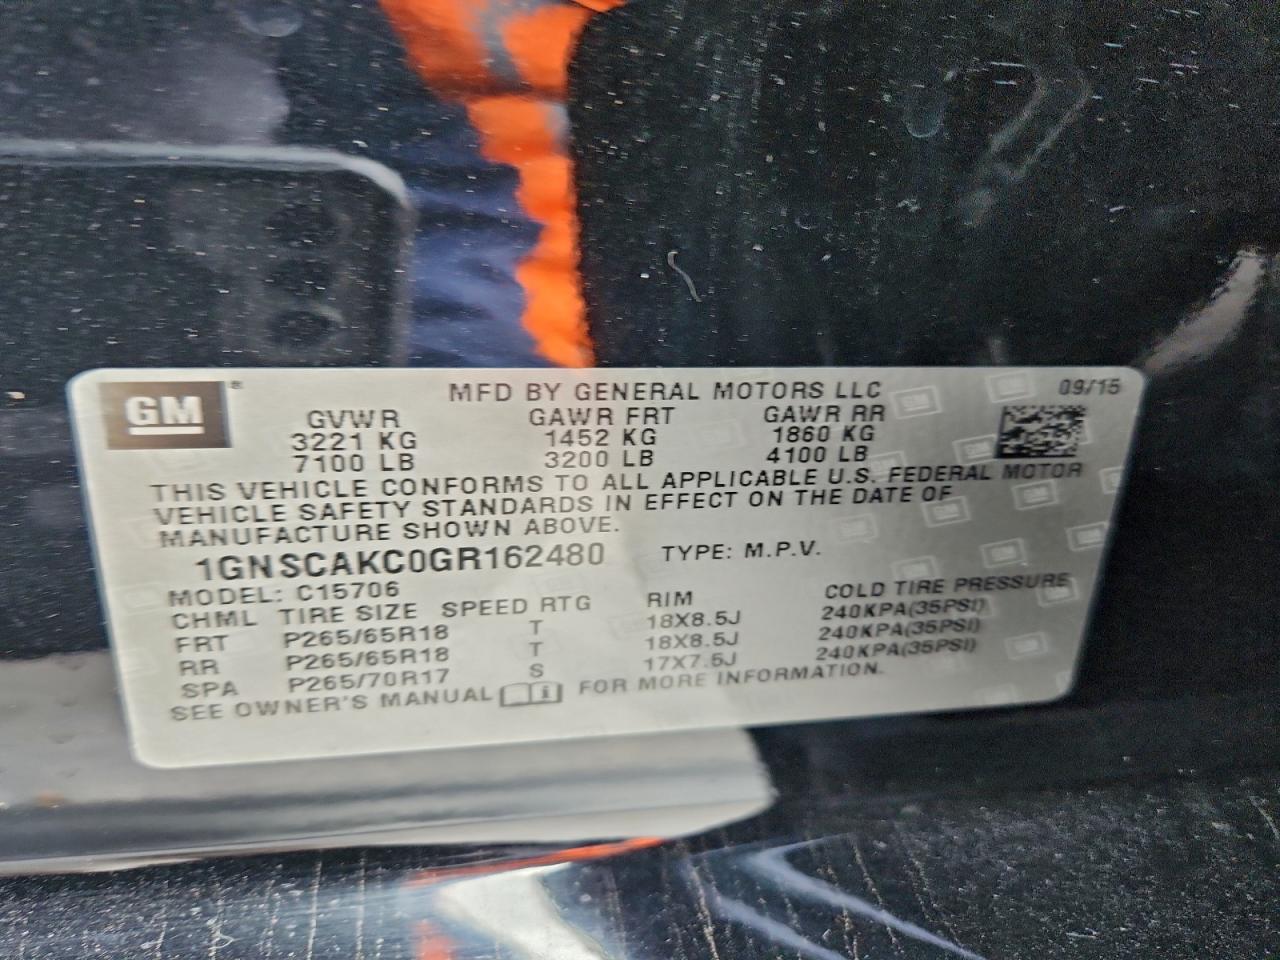 GM®
MFD BY GENERAL MOTORS LLC 09/15
GVWR GAWR FRT GAWR RR
3221 KG 1452 KG 1860 KG
7100 LB 3200 LB 4100 LB
THIS VEHICLE CONFORMS TO ALL APPLICABLE U.S. FEDERAL MOTOR
VEHICLE SAFETY STANDARDS IN EFFECT ON THE DATE OF
MANUFACTURE SHOWN ABOVE.
1GNSCAKC0GR162480 TYPE: M.P.V.
MODEL: C15706
CHML TIRE SIZE SPEED RTG RIM COLD TIRE PRESSURE
FRT P265/65R18 T 18X8.5J 240KPA(35PSI)
RR P265/65R18 T 18X8.5J 240KPA(35PSI)
SPA P265/70R17 S 17X7.5J 240KPA(35PSI)
SEE OWNER'S MANUAL FOR MORE INFORMATION.